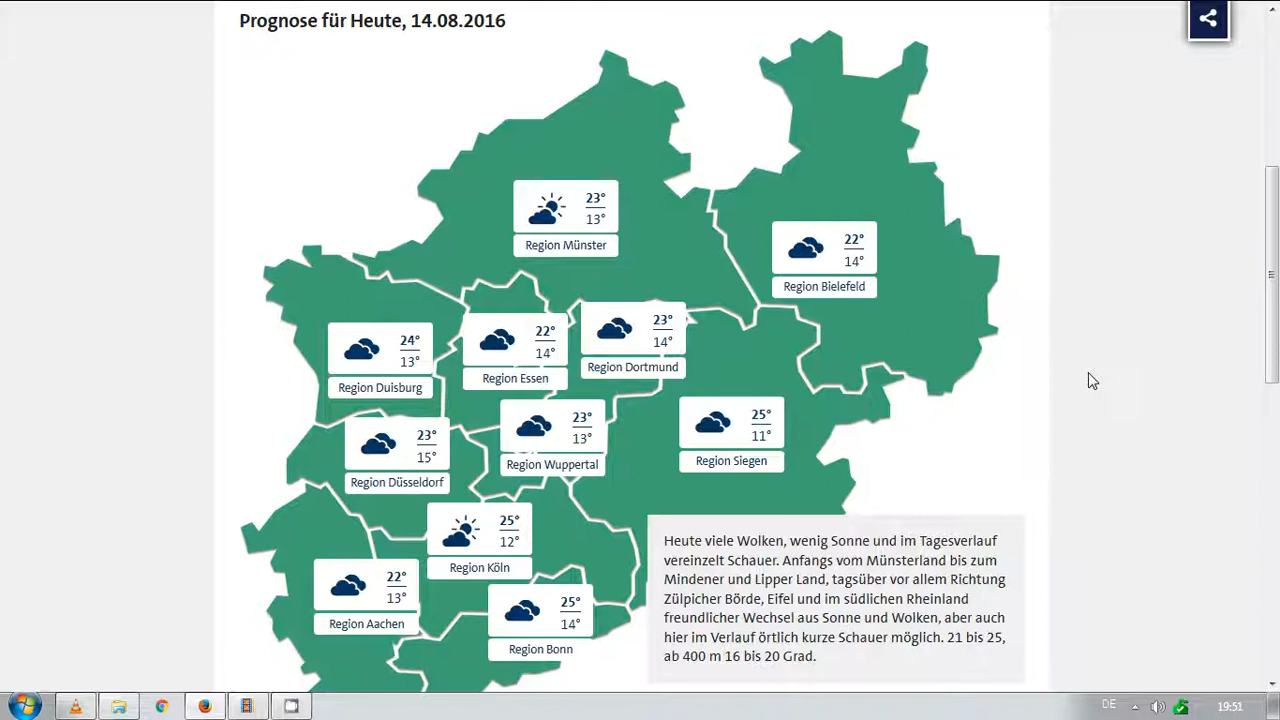 Prognose für Heute, 14.08.2016
23°
13°
Region Münster
22°
14°
Region Bielefeld
24°
13°
Region Duisburg
22°
14°
Region Essen
23°
14°
Region Dortmund
23°
15°
Region Düsseldorf
23°
13°
Region Wuppertal
25°
11°
Region Siegen
25°
12°
Region Köln
22°
13°
Region Aachen
25°
14°
Region Bonn
Heute viele Wolken, wenig Sonne und im Tagesverlauf
vereinzelt Schauer. Anfangs vom Münsterland bis zum
Mindener und Lipper Land, tagsüber vor allem Richtung
Zülpicher Börde, Eifel und im südlichen Rheinland
freundlicher Wechsel aus Sonne und Wolken, aber auch
hier im Verlauf örtlich kurze Schauer möglich. 21 bis 25,
ab 400 m 16 bis 20 Grad.
DE
19:51